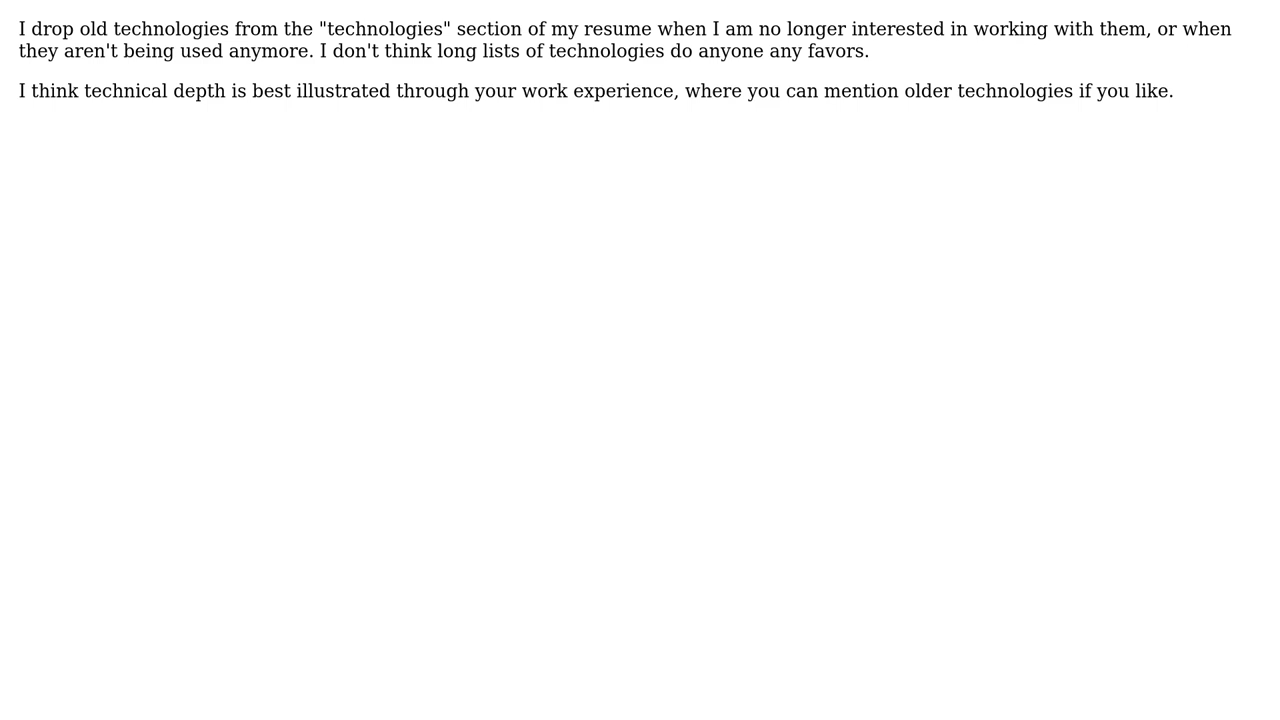 I drop old technologies from the "technologies" section of my resume when I am no longer interested in working with them, or when
they aren't being used anymore. I don't think long lists of technologies do anyone any favors.
I think technical depth is best illustrated through your work experience, where you can mention older technologies if you like.